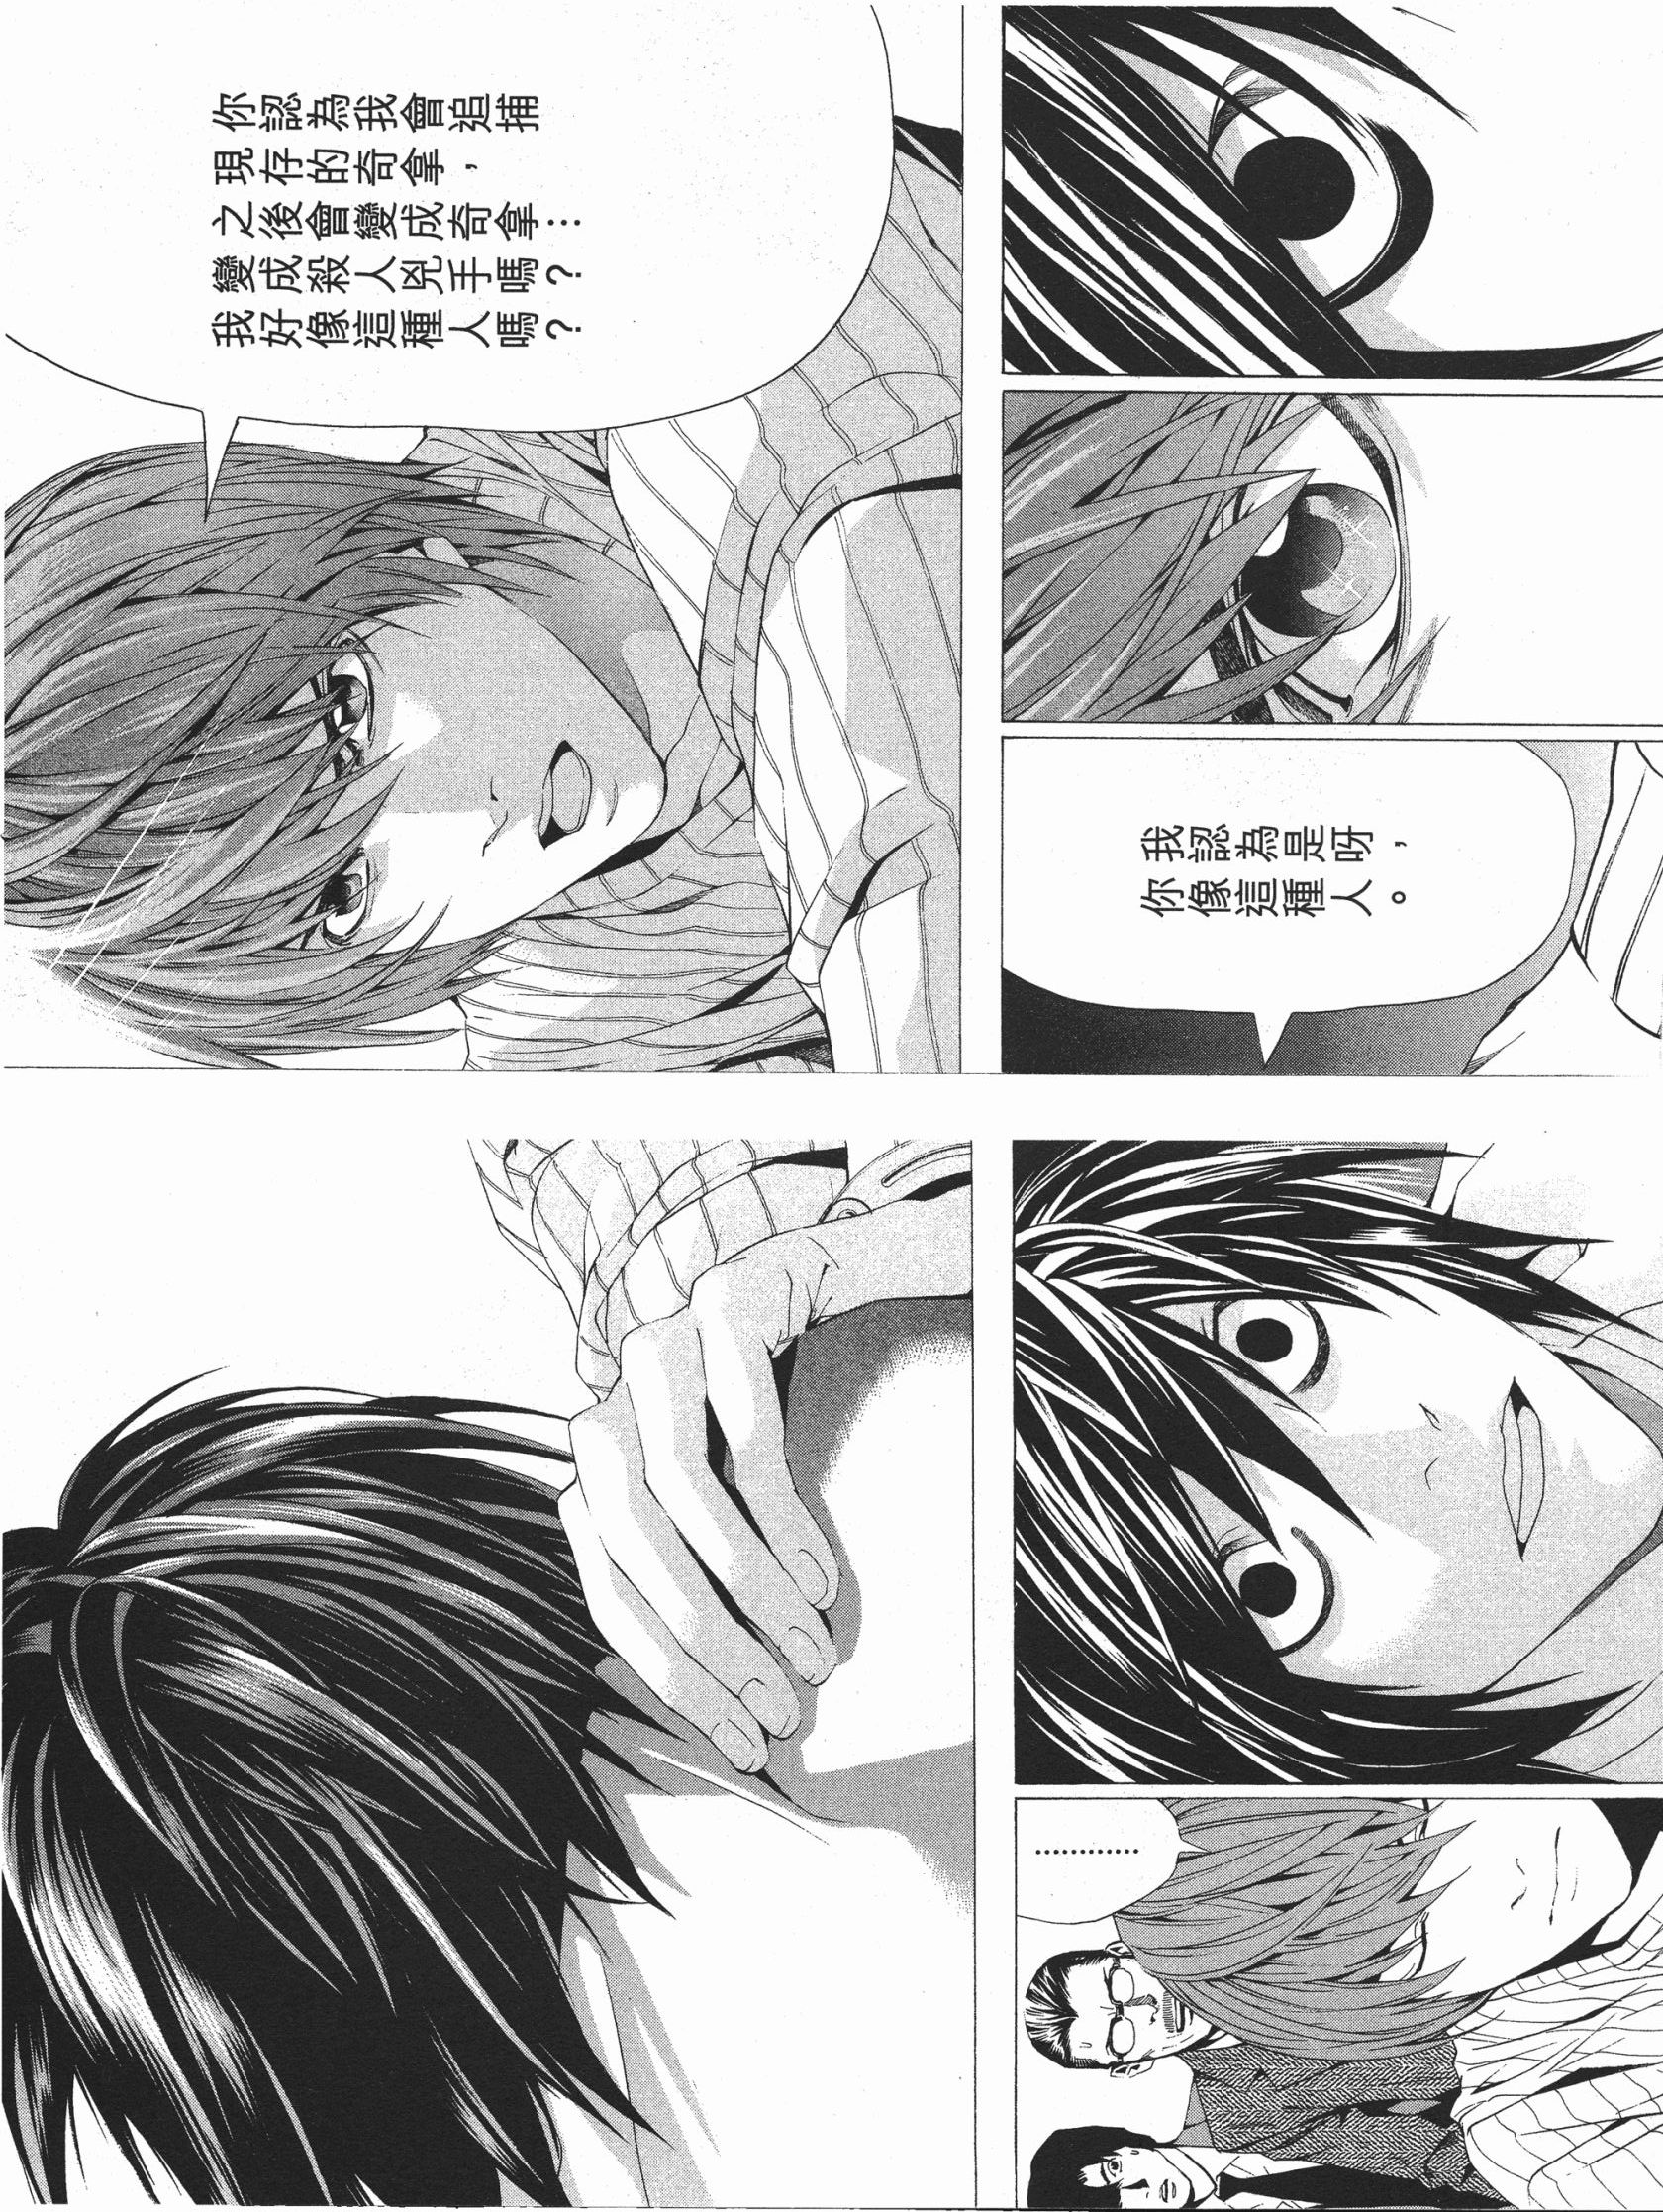 你認為我會追捕
現存的奇拿，
之後會變成奇拿…
變成殺人兇手嗎？
我好像這種人嗎？
我認為是呀，
你像這種人。
…………